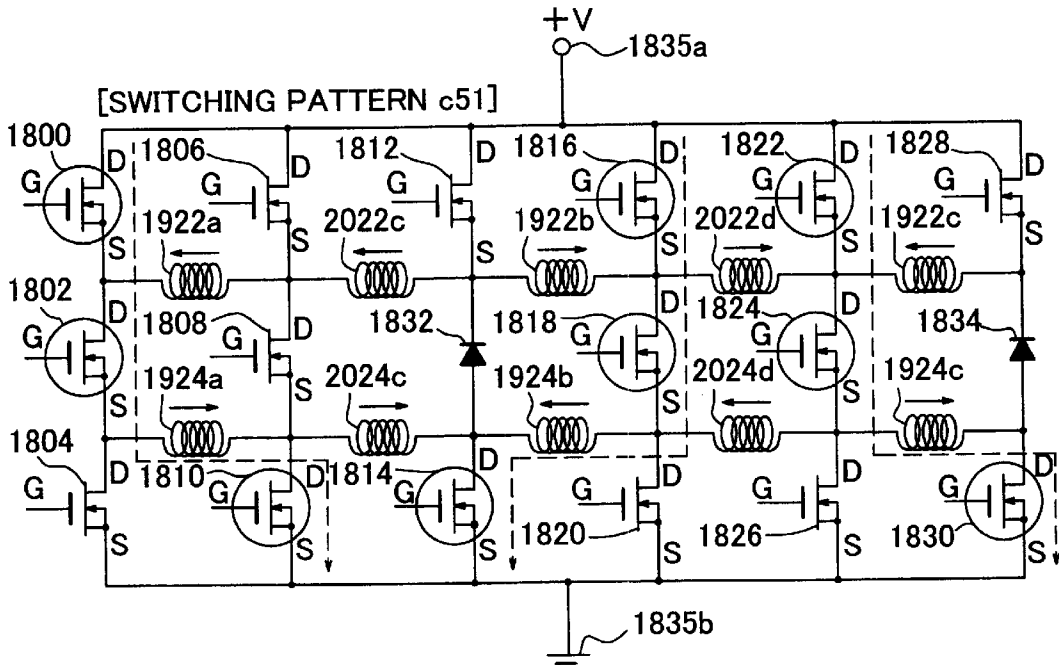 +V
1835a
[SWITCHING PATTERN c51]
1800 1806 1812 1816 1822 1828
D D D D D D
G G G G G G
1922a 2022c 1922b 2022d 1922c
S S S S S S
1802 1808 1832 1818 1824 1834
D D D D
G G G G
1924a 2024c 1924b 2024d 1924c
S S S S
1804 1810 1814
D D D D D D
G G G G G G
1820 1826 1830
S S S S S S
1835b